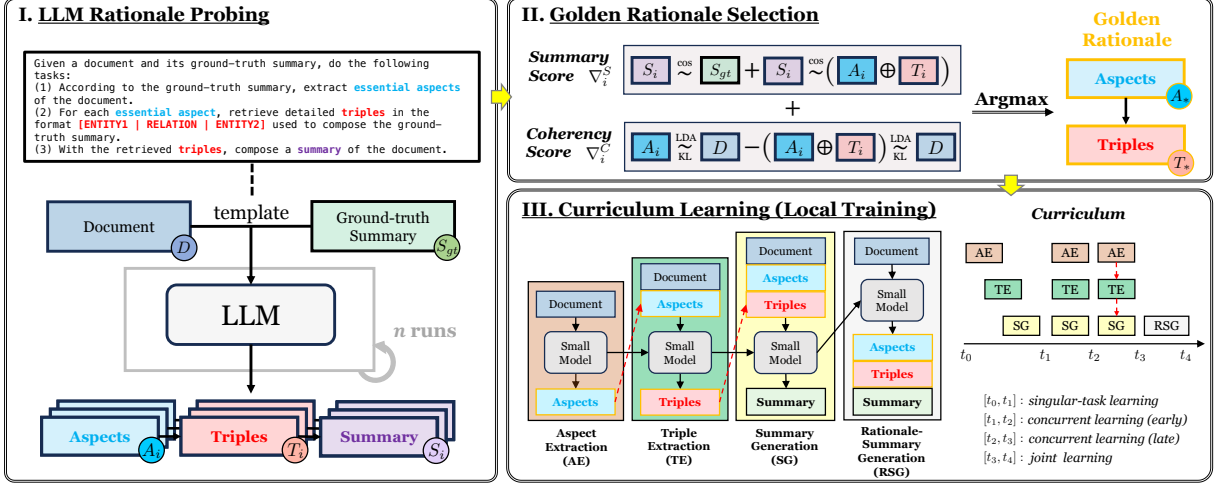 I. LLM Rationale Probing
Given a document and its ground-truth summary, do the following
tasks:
(1) According to the ground-truth summary, extract essential aspects
of the document.
(2) For each essential aspect, retrieve detailed triples in the
format [ENTITY1 | RELATION | ENTITY2] used to compose the ground-
truth summary.
(3) With the retrieved triples, compose a summary of the document.
Document
D
template
Ground-truth
Summary
S_gt
LLM
n runs
Aspects
A_i
Triples
T_i
Summary
S_i
II. Golden Rationale Selection
Summary
Score ∇_i^S
S_i cos ~ S_gt + S_i cos ~ ( A_i ⊕ T_i )
+
Coherency
Score ∇_i^C
A_i LDA ≈ KL D − ( A_i ⊕ T_i ) LDA ≈ KL D
Argmax
Golden
Rationale
Aspects
A_*
Triples
T_*
III. Curriculum Learning (Local Training)
Document
Small
Model
Aspects
Aspect
Extraction
(AE)
Document
Aspects
Small
Model
Triples
Triple
Extraction
(TE)
Document
Aspects
Triples
Small
Model
Summary
Summary
Generation
(SG)
Document
Small
Model
Aspects
Triples
Summary
Rationale-
Summary
Generation
(RSG)
Curriculum
AE AE AE
TE TE TE
SG SG SG RSG
t_0 t_1 t_2 t_3 t_4
[t_0, t_1] : singular-task learning
[t_1, t_2] : concurrent learning (early)
[t_2, t_3] : concurrent learning (late)
[t_3, t_4] : joint learning